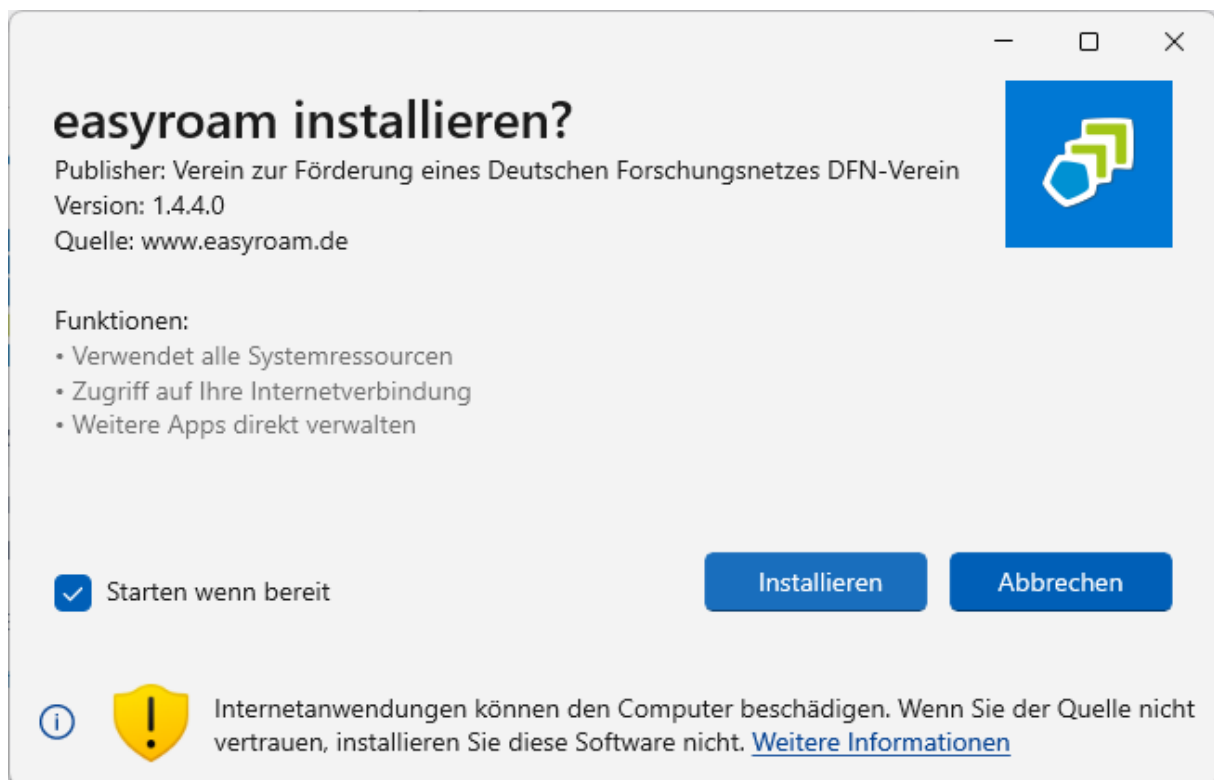 easyroam installieren?
Publisher: Verein zur Förderung eines Deutschen Forschungsnetzes DFN-Verein
Version: 1.4.4.0
Quelle: www.easyroam.de
Funktionen:
• Verwendet alle Systemressourcen
• Zugriff auf Ihre Internetverbindung
• Weitere Apps direkt verwalten
Starten wenn bereit
Installieren
Abbrechen
Internetanwendungen können den Computer beschädigen. Wenn Sie der Quelle nicht
vertrauen, installieren Sie diese Software nicht. Weitere Informationen